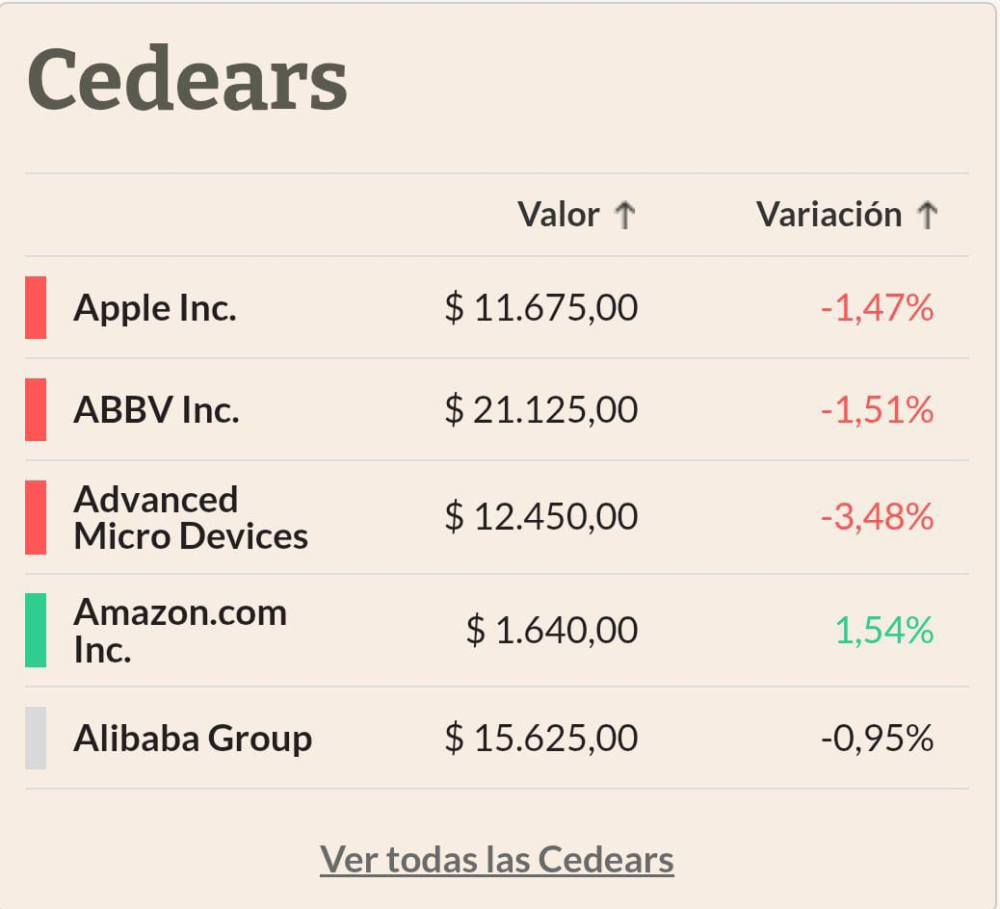 Cedears
Valor ↑ Variación ↑
Apple Inc. $ 11.675,00 -1,47%
ABBV Inc. $ 21.125,00 -1,51%
Advanced
Micro Devices $ 12.450,00 -3,48%
Amazon.com
Inc. $ 1.640,00 1,54%
Alibaba Group $ 15.625,00 -0,95%
Ver todas las Cedears